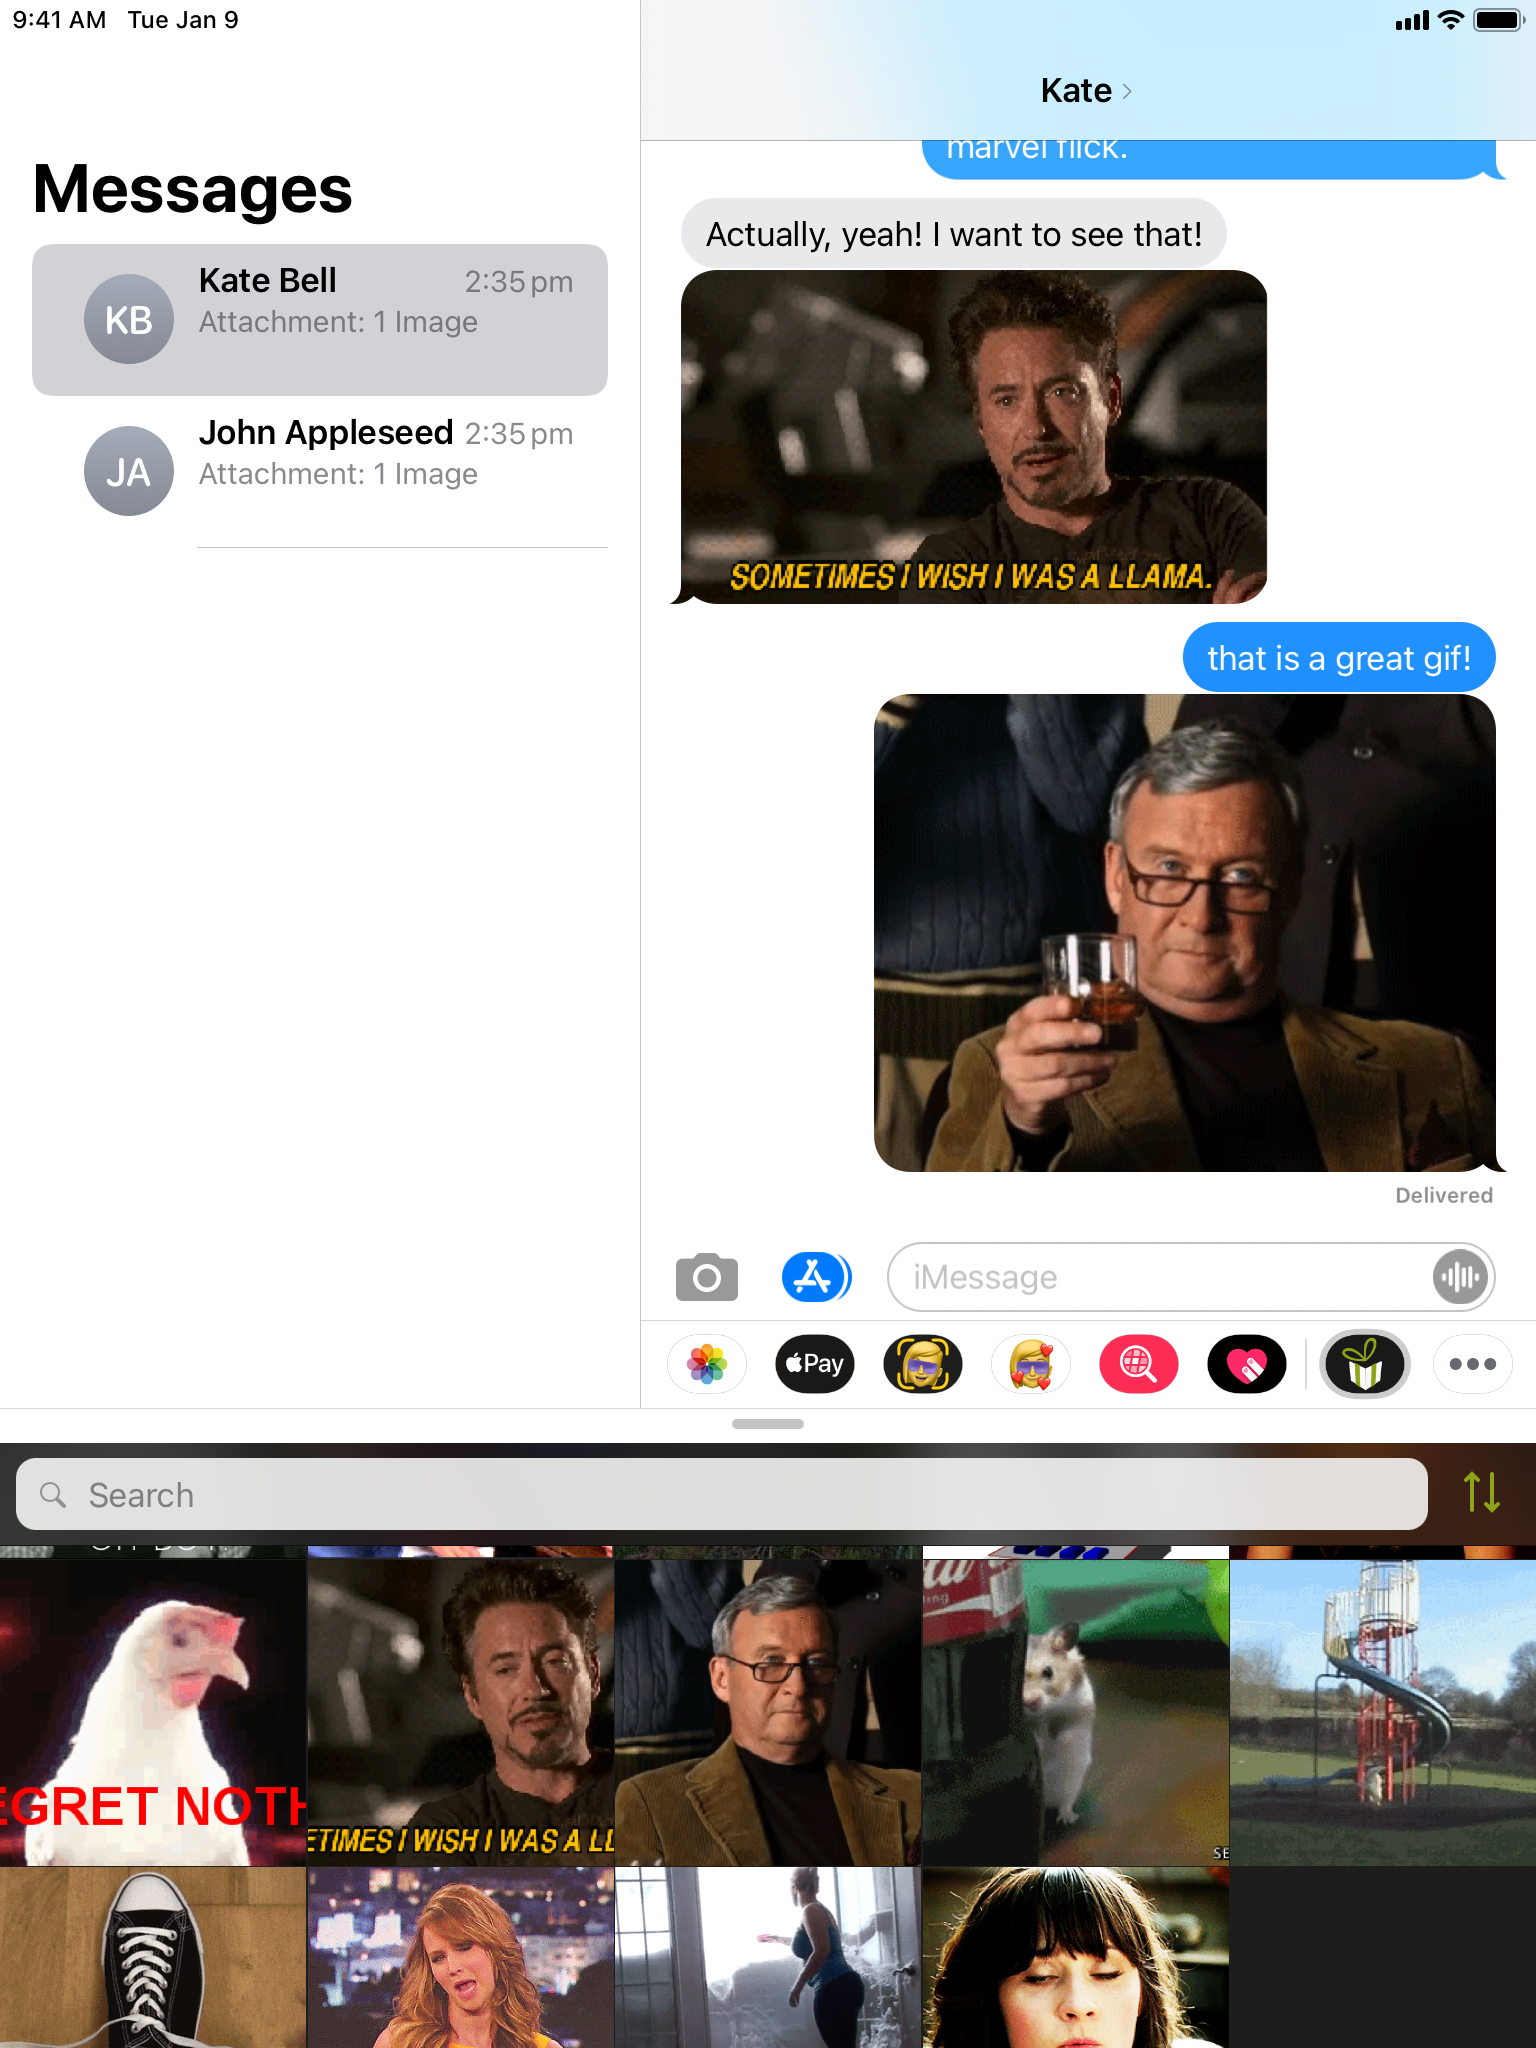 9:41 AM Tue Jan 9
Messages
KB
Kate Bell 2:35 pm
Attachment: 1 Image
JA
John Appleseed 2:35 pm
Attachment: 1 Image
Kate
marvel flick.
Actually, yeah! I want to see that!
SOMETIMES I WISH I WAS A LLAMA.
that is a great gif!
Delivered
iMessage
Pay
Search
EGRET NOTH
ETIMES I WISH I WAS A LL
SE